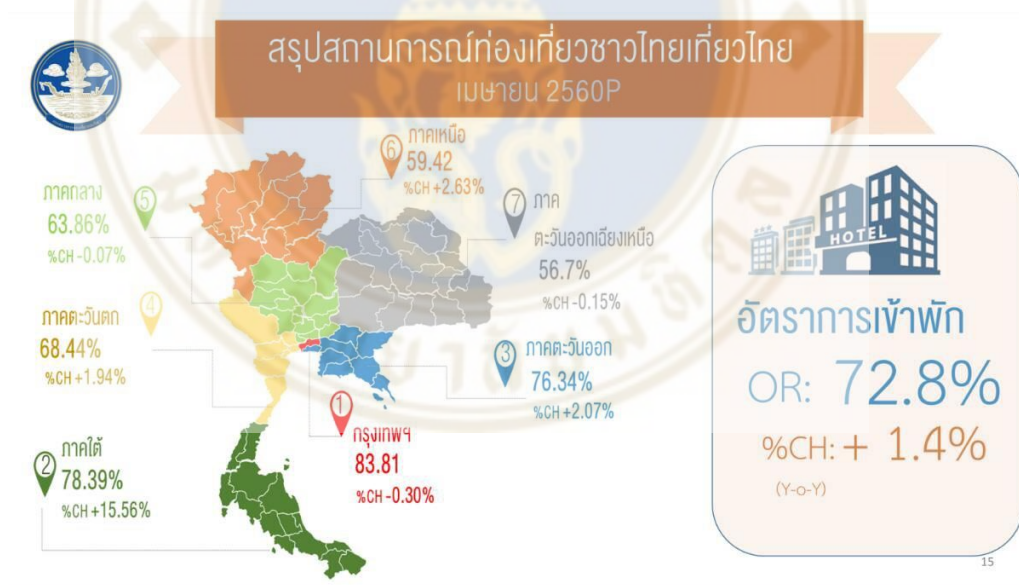 สรุปสถานการณ์ท่องเที่ยวชาวไทยเที่ยวไทย
เมษายน 2560P
6
ภาคเหนือ
59.42
%CH +2.63%
5
ภาคกลาง
63.86%
%CH -0.07%
7
ภาค
ตะวันออกเฉียงเหนือ
56.7%
%CH -0.15%
4
ภาคตะวันตก
68.44%
%CH +1.94%
3
ภาคตะวันออก
76.34%
%CH +2.07%
1
กรุงเทพฯ
83.81
%CH -0.30%
2
ภาคใต้
78.39%
%CH +15.56%
HOTEL
อัตราการเข้าพัก
OR: 72.8%
%CH: + 1.4%
(Y-o-Y)
15